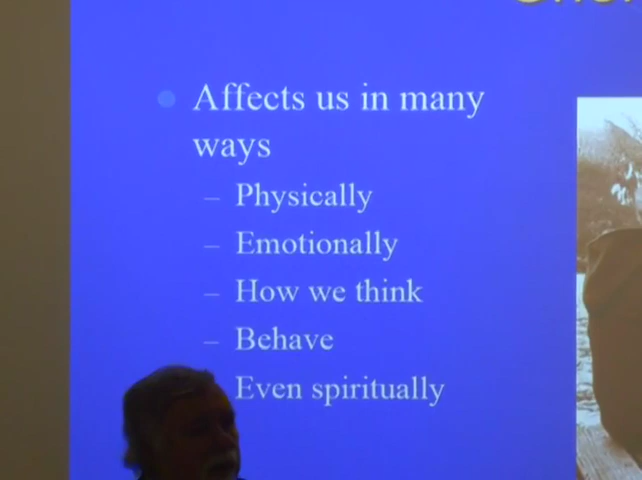 Affects us in many
ways
– Physically
– Emotionally
– How we think
– Behave
Even spiritually